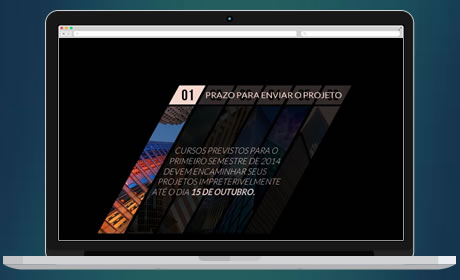 01 PRAZO PARA ENVIAR O PROJETO
CURSOS PREVISTOS PARA O
PRIMEIRO SEMESTRE DE 2014
DEVEM ENCAMINHAR SEUS
PROJETOS IMPRETERIVELMENTE
ATÉ O DIA 15 DE OUTUBRO.